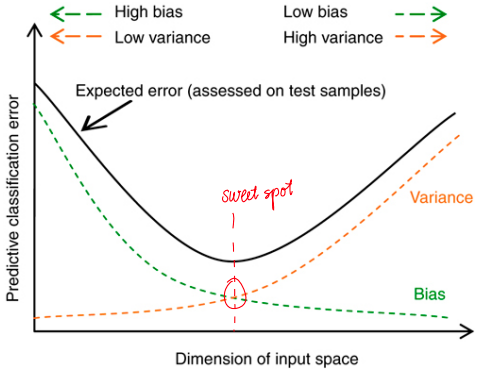 High bias
Low bias
Low variance
High variance
Expected error (assessed on test samples)
sweet spot
Variance
Bias
Predictive classification error
Dimension of input space